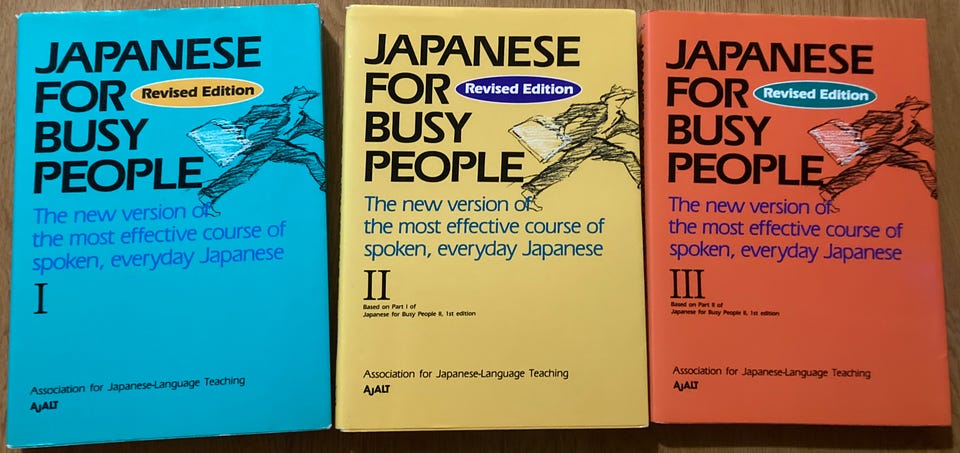 JAPANESE
FOR
Revised Edition
BUSY
PEOPLE
The new version of
the most effective course of
spoken, everyday Japanese
I
Association for Japanese-Language Teaching
AJALT
JAPANESE
FOR
Revised Edition
BUSY
PEOPLE
The new version of
the most effective course of
spoken, everyday Japanese
II
Based on Part I of
Japanese for Busy People II, 1st edition
Association for Japanese-Language Teaching
AJALT
JAPANESE
FOR
Revised Edition
BUSY
PEOPLE
The new version of
the most effective course of
spoken, everyday Japanese
III
Based on Part II of
Japanese for Busy People II, 1st edition
Association for Japanese-Language Teaching
AJALT